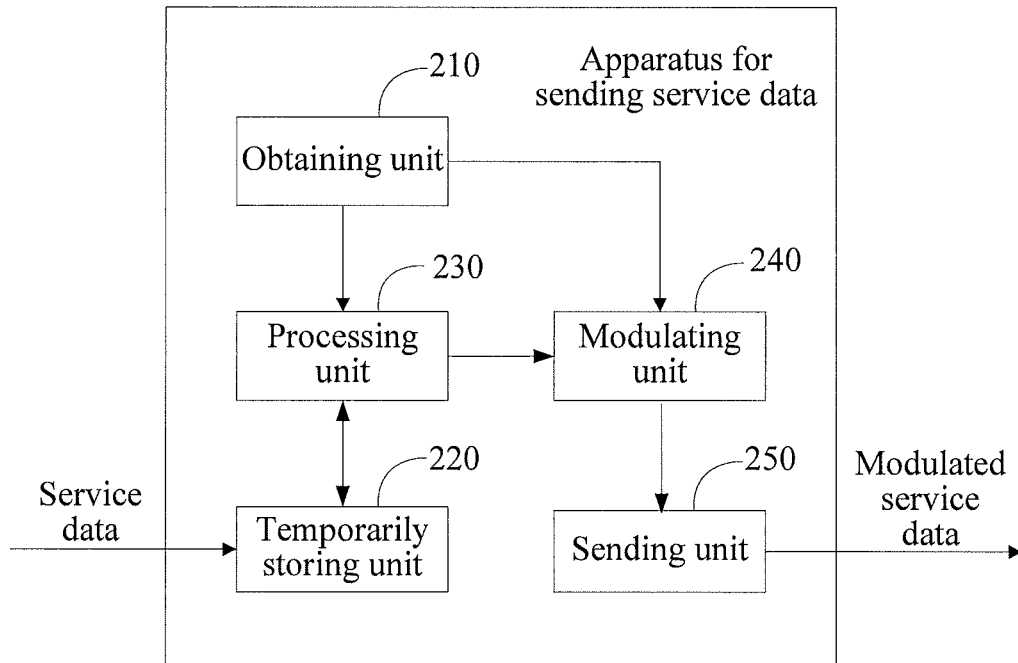 210
Apparatus for
sending service data
Obtaining unit
230
240
Processing
unit
Modulating
unit
220
250
Service
data
Modulated
service
data
Temporarily
storing unit
Sending unit